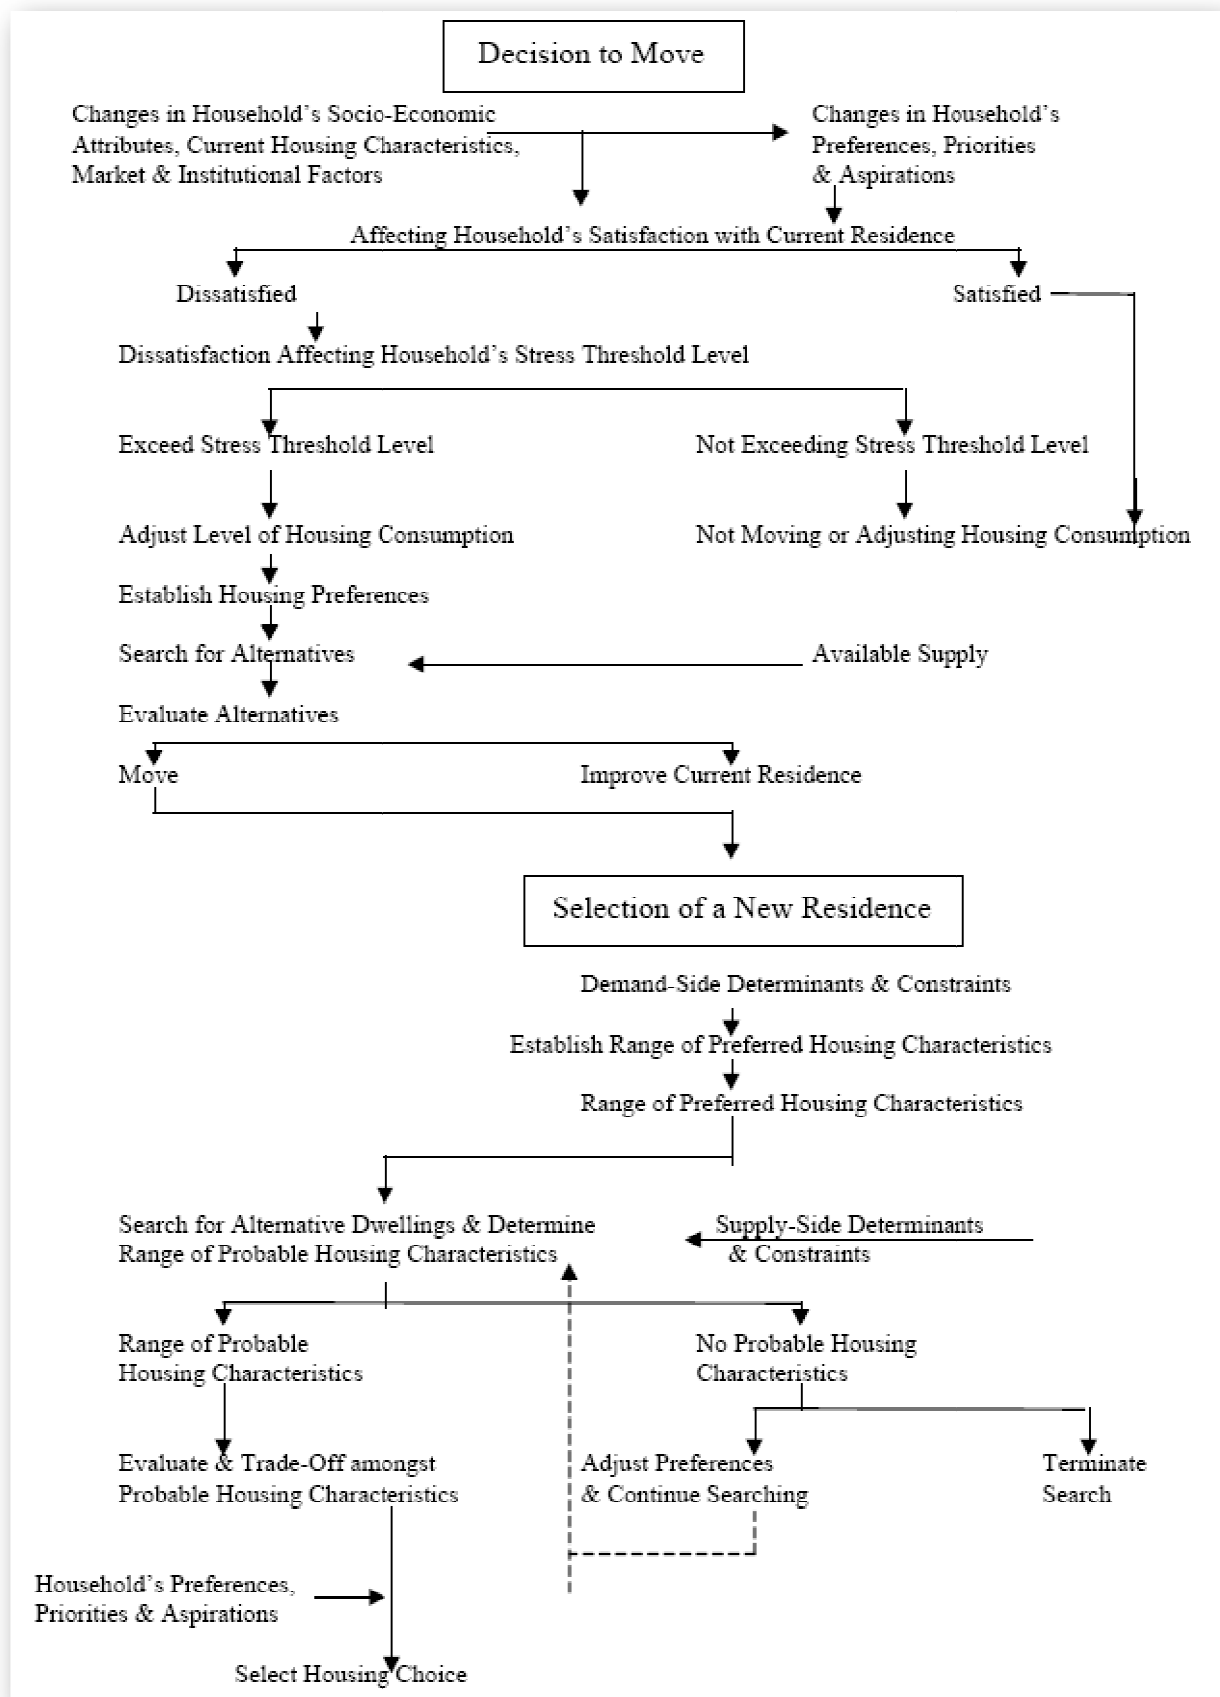 Decision to Move
Changes in Household's Socio-Economic
Attributes, Current Housing Characteristics,
Market & Institutional Factors
Changes in Household's
Preferences, Priorities
& Aspirations
Affecting Household's Satisfaction with Current Residence
Dissatisfied
Satisfied
Dissatisfaction Affecting Household's Stress Threshold Level
Exceed Stress Threshold Level
Not Exceeding Stress Threshold Level
Adjust Level of Housing Consumption
Not Moving or Adjusting Housing Consumption
Establish Housing Preferences
Search for Alternatives
Available Supply
Evaluate Alternatives
Move
Improve Current Residence
Selection of a New Residence
Demand-Side Determinants & Constraints
Establish Range of Preferred Housing Characteristics
Range of Preferred Housing Characteristics
Search for Alternative Dwellings & Determine
Range of Probable Housing Characteristics
Supply-Side Determinants
& Constraints
Range of Probable
Housing Characteristics
No Probable Housing
Characteristics
Evaluate & Trade-Off amongst
Probable Housing Characteristics
Adjust Preferences
& Continue Searching
Terminate
Search
Household's Preferences,
Priorities & Aspirations
Select Housing Choice